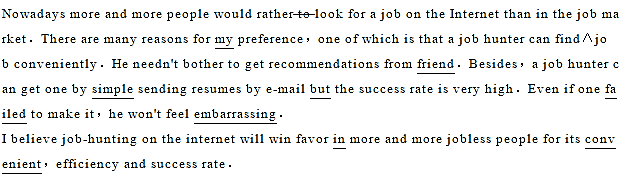 Nowadays more and more people would rather to look for a job on the Internet than in the job ma
rket. There are many reasons for my preference, one of which is that a job hunter can find∧jo
b conveniently. He needn't bother to get recommendations from friend. Besides, a job hunter c
an get one by simple sending resumes by e-mail but the success rate is very high. Even if one fa
iled to make it, he won't feel embarrassing.
I believe job-hunting on the internet will win favor in more and more jobless people for its conv
enient, efficiency and success rate.